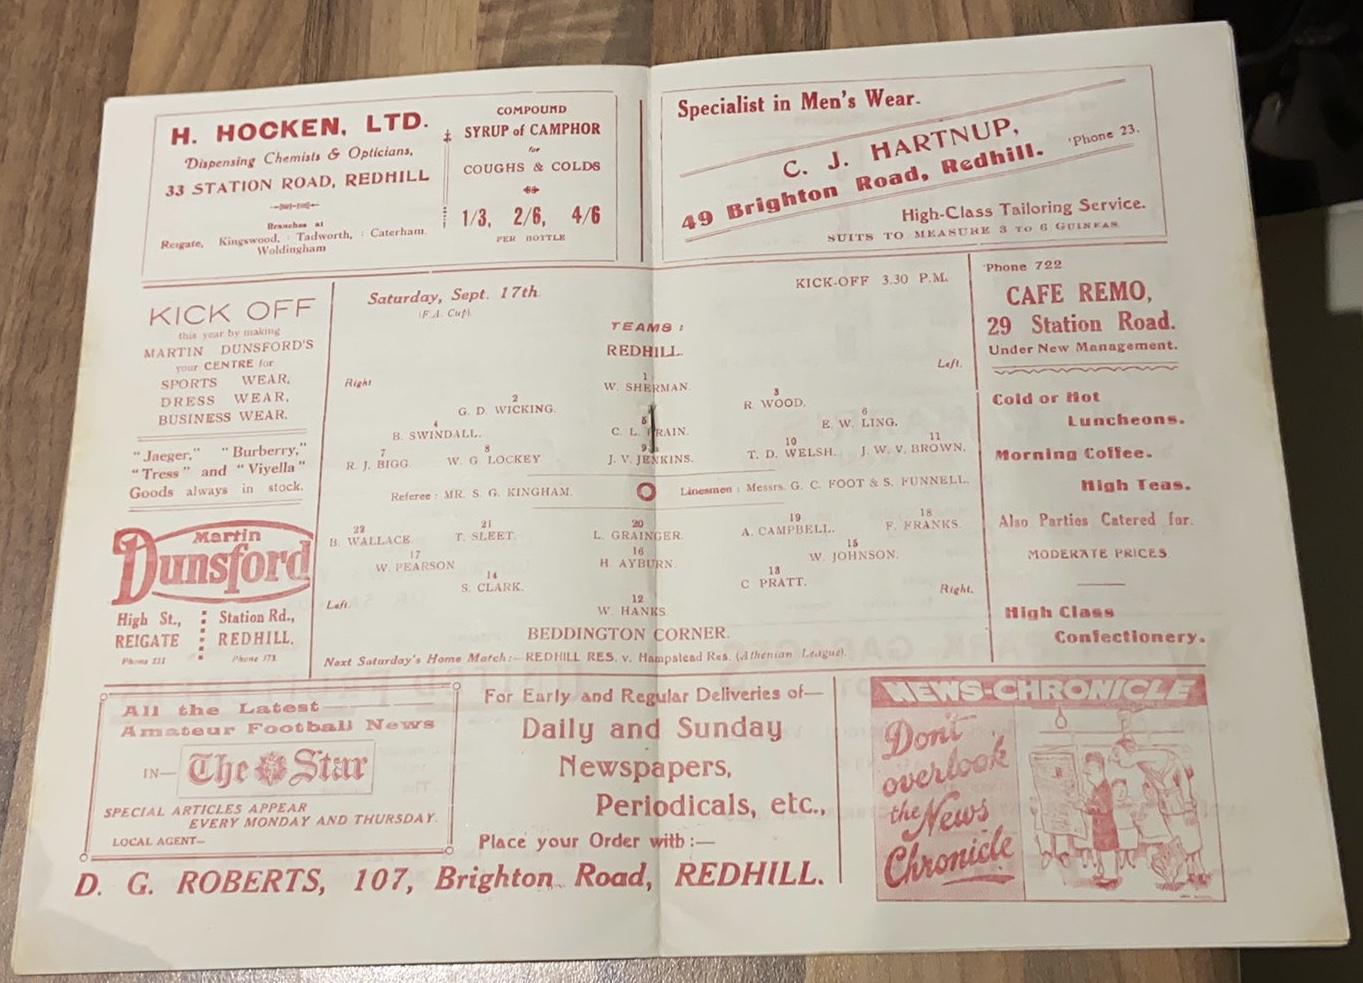 H. HOCKEN, LTD.
Dispensing Chemists & Opticians,
33 STATION ROAD, REDHILL
Branches at
Reigate, Kingswood, : Tadworth, : Caterham.
Woldingham
COMPOUND
SYRUP of CAMPHOR
for
COUGHS & COLDS
1/3, 2/6, 4/6
PER BOTTLE
Specialist in Men's Wear.
C. J. HARTNUP,
49 Brighton Road, Redhill.
'Phone 23.
High-Class Tailoring Service.
SUITS TO MEASURE 3 TO 6 GUINEAS
KICK OFF
this year by making
MARTIN DUNSFORD'S
your CENTRE for
SPORTS WEAR,
DRESS WEAR,
BUSINESS WEAR.
"Jaeger," "Burberry,"
"Tress" and "Viyella"
Goods always in stock.
Martin
Dunsford
High St., Station Rd.,
REIGATE REDHILL.
Phone 211 Phone 173
Saturday, Sept. 17th
(F.A. Cup).
KICK-OFF 3.30 P.M.
TEAMS :
REDHILL.
Right Left.
1
W. SHERMAN.
2 3
G. D. WICKING. R. WOOD.
4 5 6
B. SWINDALL. C. L. FRAIN. E. W. LING.
7 8 9 10 11
R. J. BIGG. W. G. LOCKEY J. V. JENKINS. T. D. WELSH. J. W. V. BROWN.
Referee : MR. S. G. KINGHAM. Linesmen : Messrs. G. C. FOOT & S. FUNNELL.
22 21 20 19 18
B. WALLACE. T. SLEET. L. GRAINGER. A. CAMPBELL. F. FRANKS.
17 16 15
W. PEARSON H. AYBURN. W. JOHNSON.
14 13
S. CLARK. C. PRATT.
Left. Right.
12
W. HANKS.
BEDDINGTON CORNER.
Next Saturday's Home Match:— REDHILL RES. v. Hampstead Res. (Athenian League).
'Phone 722
CAFE REMO,
29 Station Road.
Under New Management.
Cold or Hot
Luncheons.
Morning Coffee.
High Teas.
Also Parties Catered for.
MODERATE PRICES
High Class
Confectionery.
All the Latest
Amateur Football News
IN— The Star
SPECIAL ARTICLES APPEAR
EVERY MONDAY AND THURSDAY.
LOCAL AGENT—
For Early and Regular Deliveries of—
Daily and Sunday
Newspapers,
Periodicals, etc.,
Place your Order with :—
D. G. ROBERTS, 107, Brighton Road, REDHILL.
NEWS-CHRONICLE
Don't
overlook
the News
Chronicle